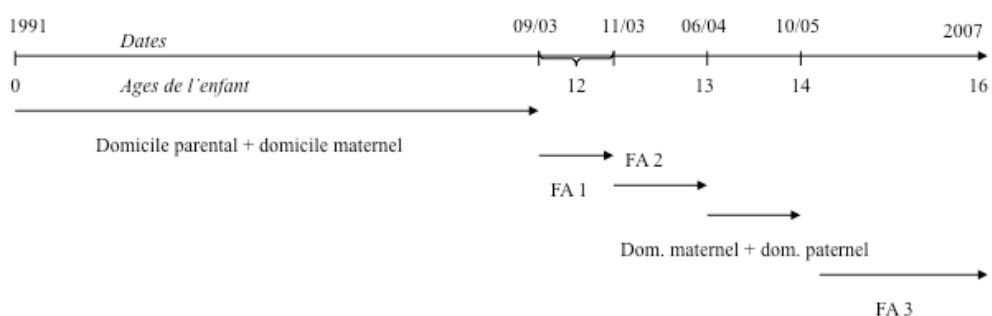 1991 09/03 11/03 06/04 10/05 2007
Dates
0 Ages de l'enfant 12 13 14 16
Domicile parental + domicile maternel
FA 2
FA 1
Dom. maternel + dom. paternel
FA 3